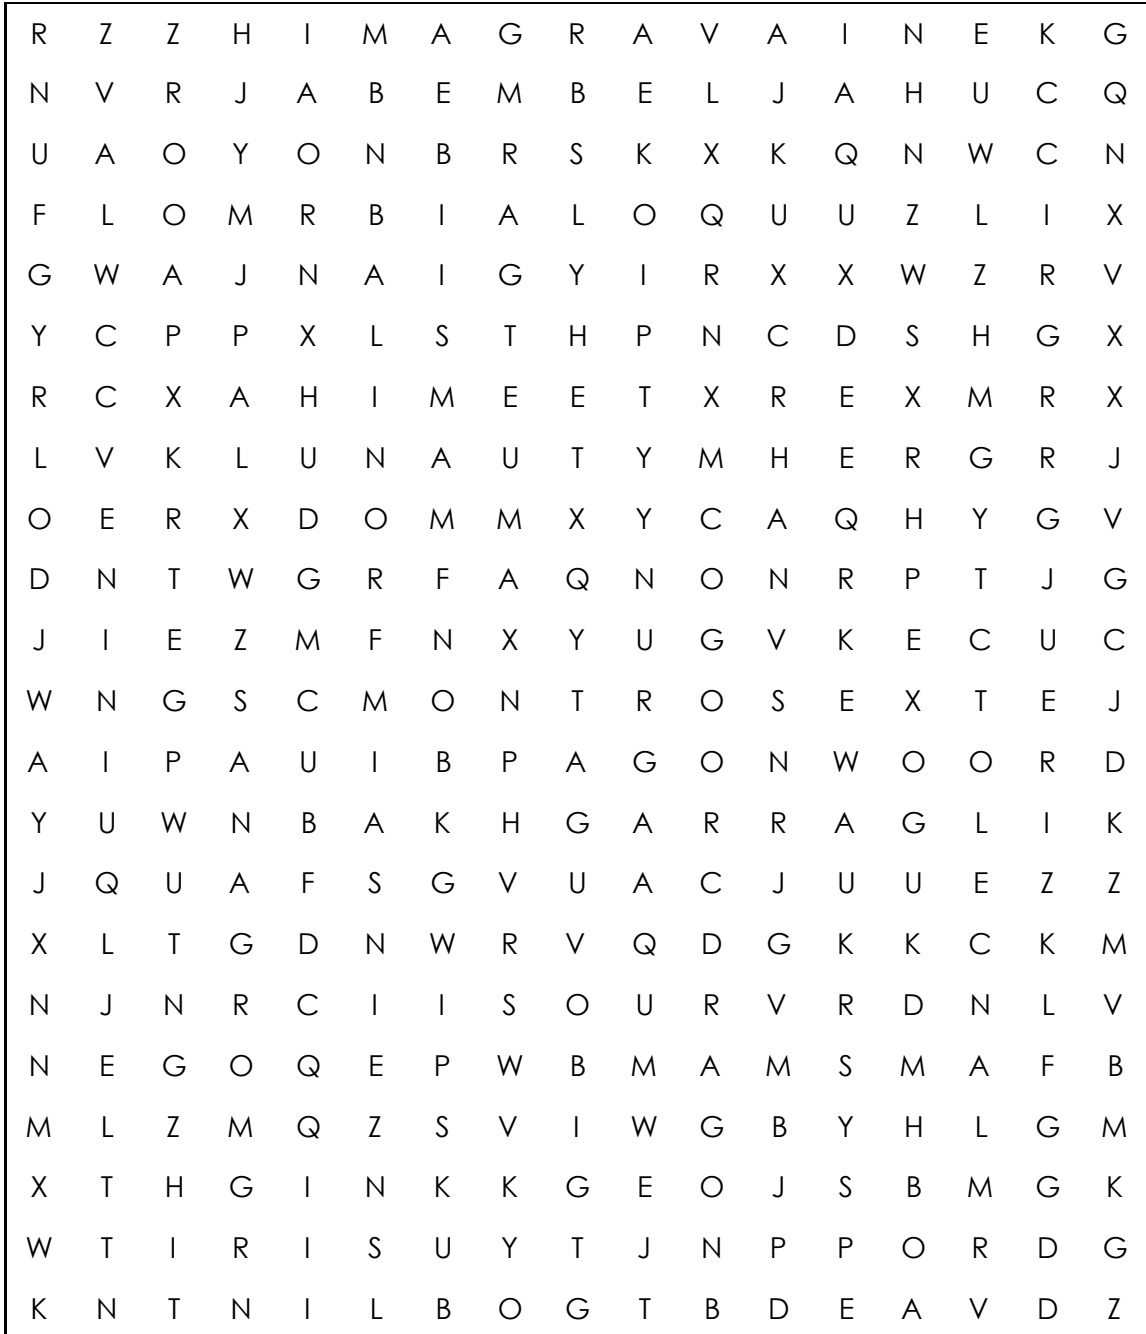 R Z Z H I M A G R A V A I N E K G
N V R J A B E M B E L J A H U C Q
U A O Y O N B R S K X K Q N W C N
F L O M R B I A L O Q U U Z L I X
G W A J N A I G Y I R X X W Z R V
Y C P P X L S T H P N C D S H G X
R C X A H I M E E T X R E X M R X
L V K L U N A U T Y M H E R G R J
O E R X D O M M X Y C A Q H Y G V
D N T W G R F A Q N O N R P T J G
J I E Z M F N X Y U G V K E C U C
W N G S C M O N T R O S E X T E J
A I P A U I B P A G O N W O O R D
Y U W N B A K H G A R R A G L I K
J Q U A F S G V U A C J U U E Z Z
X L T G D N W R V Q D G K K C K M
N J N R C I I S O U R V R D N L V
N E G O Q E P W B M A M S M A F B
M L Z M Q Z S V I W G B Y H L G M
X T H G I N K K G E O J S B M G K
W T I R I S U Y T J N P P O R D G
K N T N I L B O G T B D E A V D Z